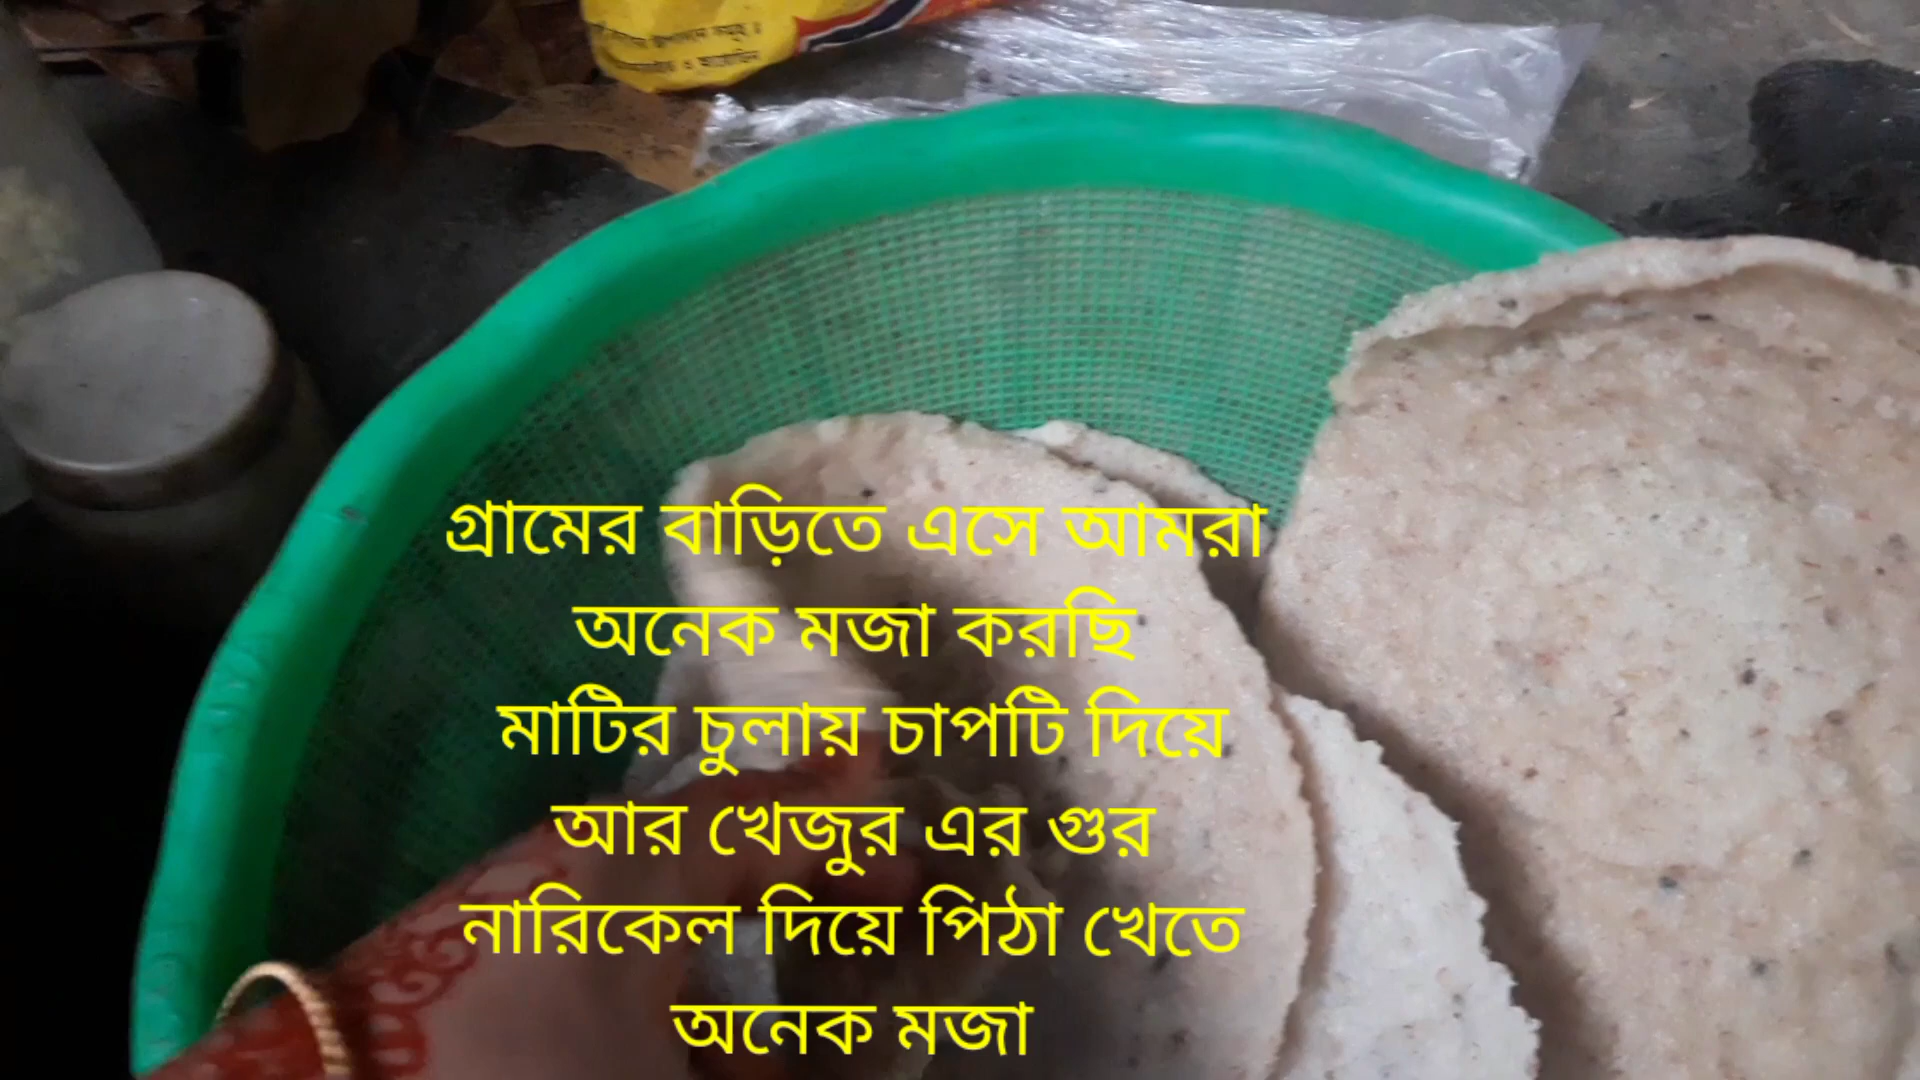 গ্রামের বাড়িতে এসে আমরা
অনেক মজা করছি
মাটির চুলায় চাপটি দিয়ে
আর খেজুর এর গুর
নারিকেল দিয়ে পিঠা খেতে
অনেক মজা